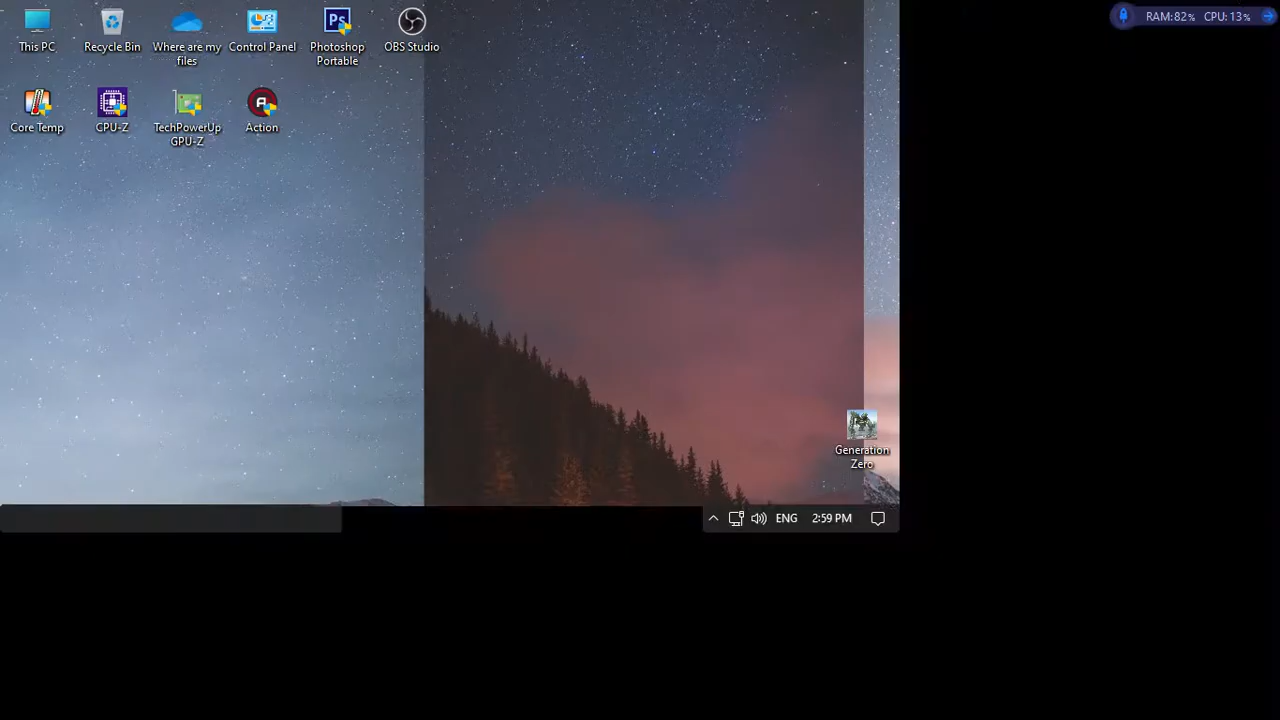 RAM:82% CPU:13%
Ps
This PC
Recycle Bin
Where are my
files
Control Panel
Photoshop
Portable
OBS Studio
A
Core Temp
CPU-Z
TechPowerUp
GPU-Z
Action
Generation
Zero
ENG
2:59 PM